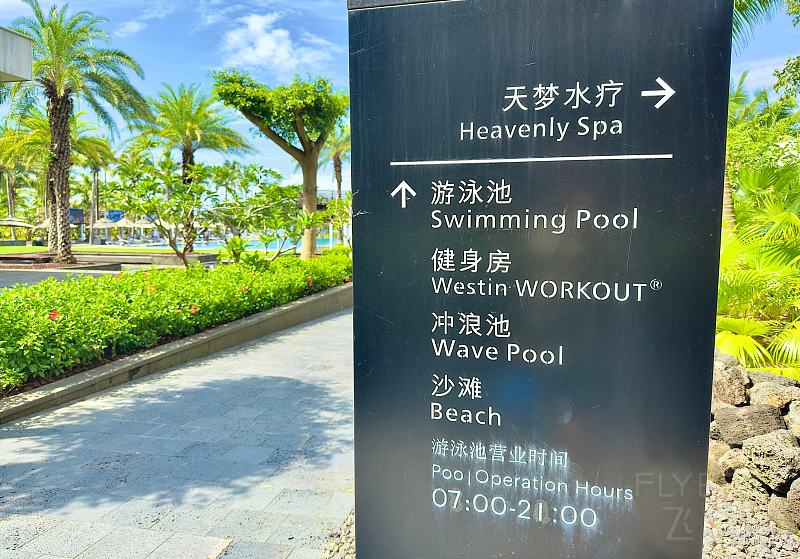 天梦水疗 →
Heavenly Spa
↑ 游泳池
Swimming Pool
健身房
Westin WORKOUT®
冲浪池
Wave Pool
沙滩
Beach
游泳池营业时间
Pool Operation Hours
07:00-21:00
FLYE
飞